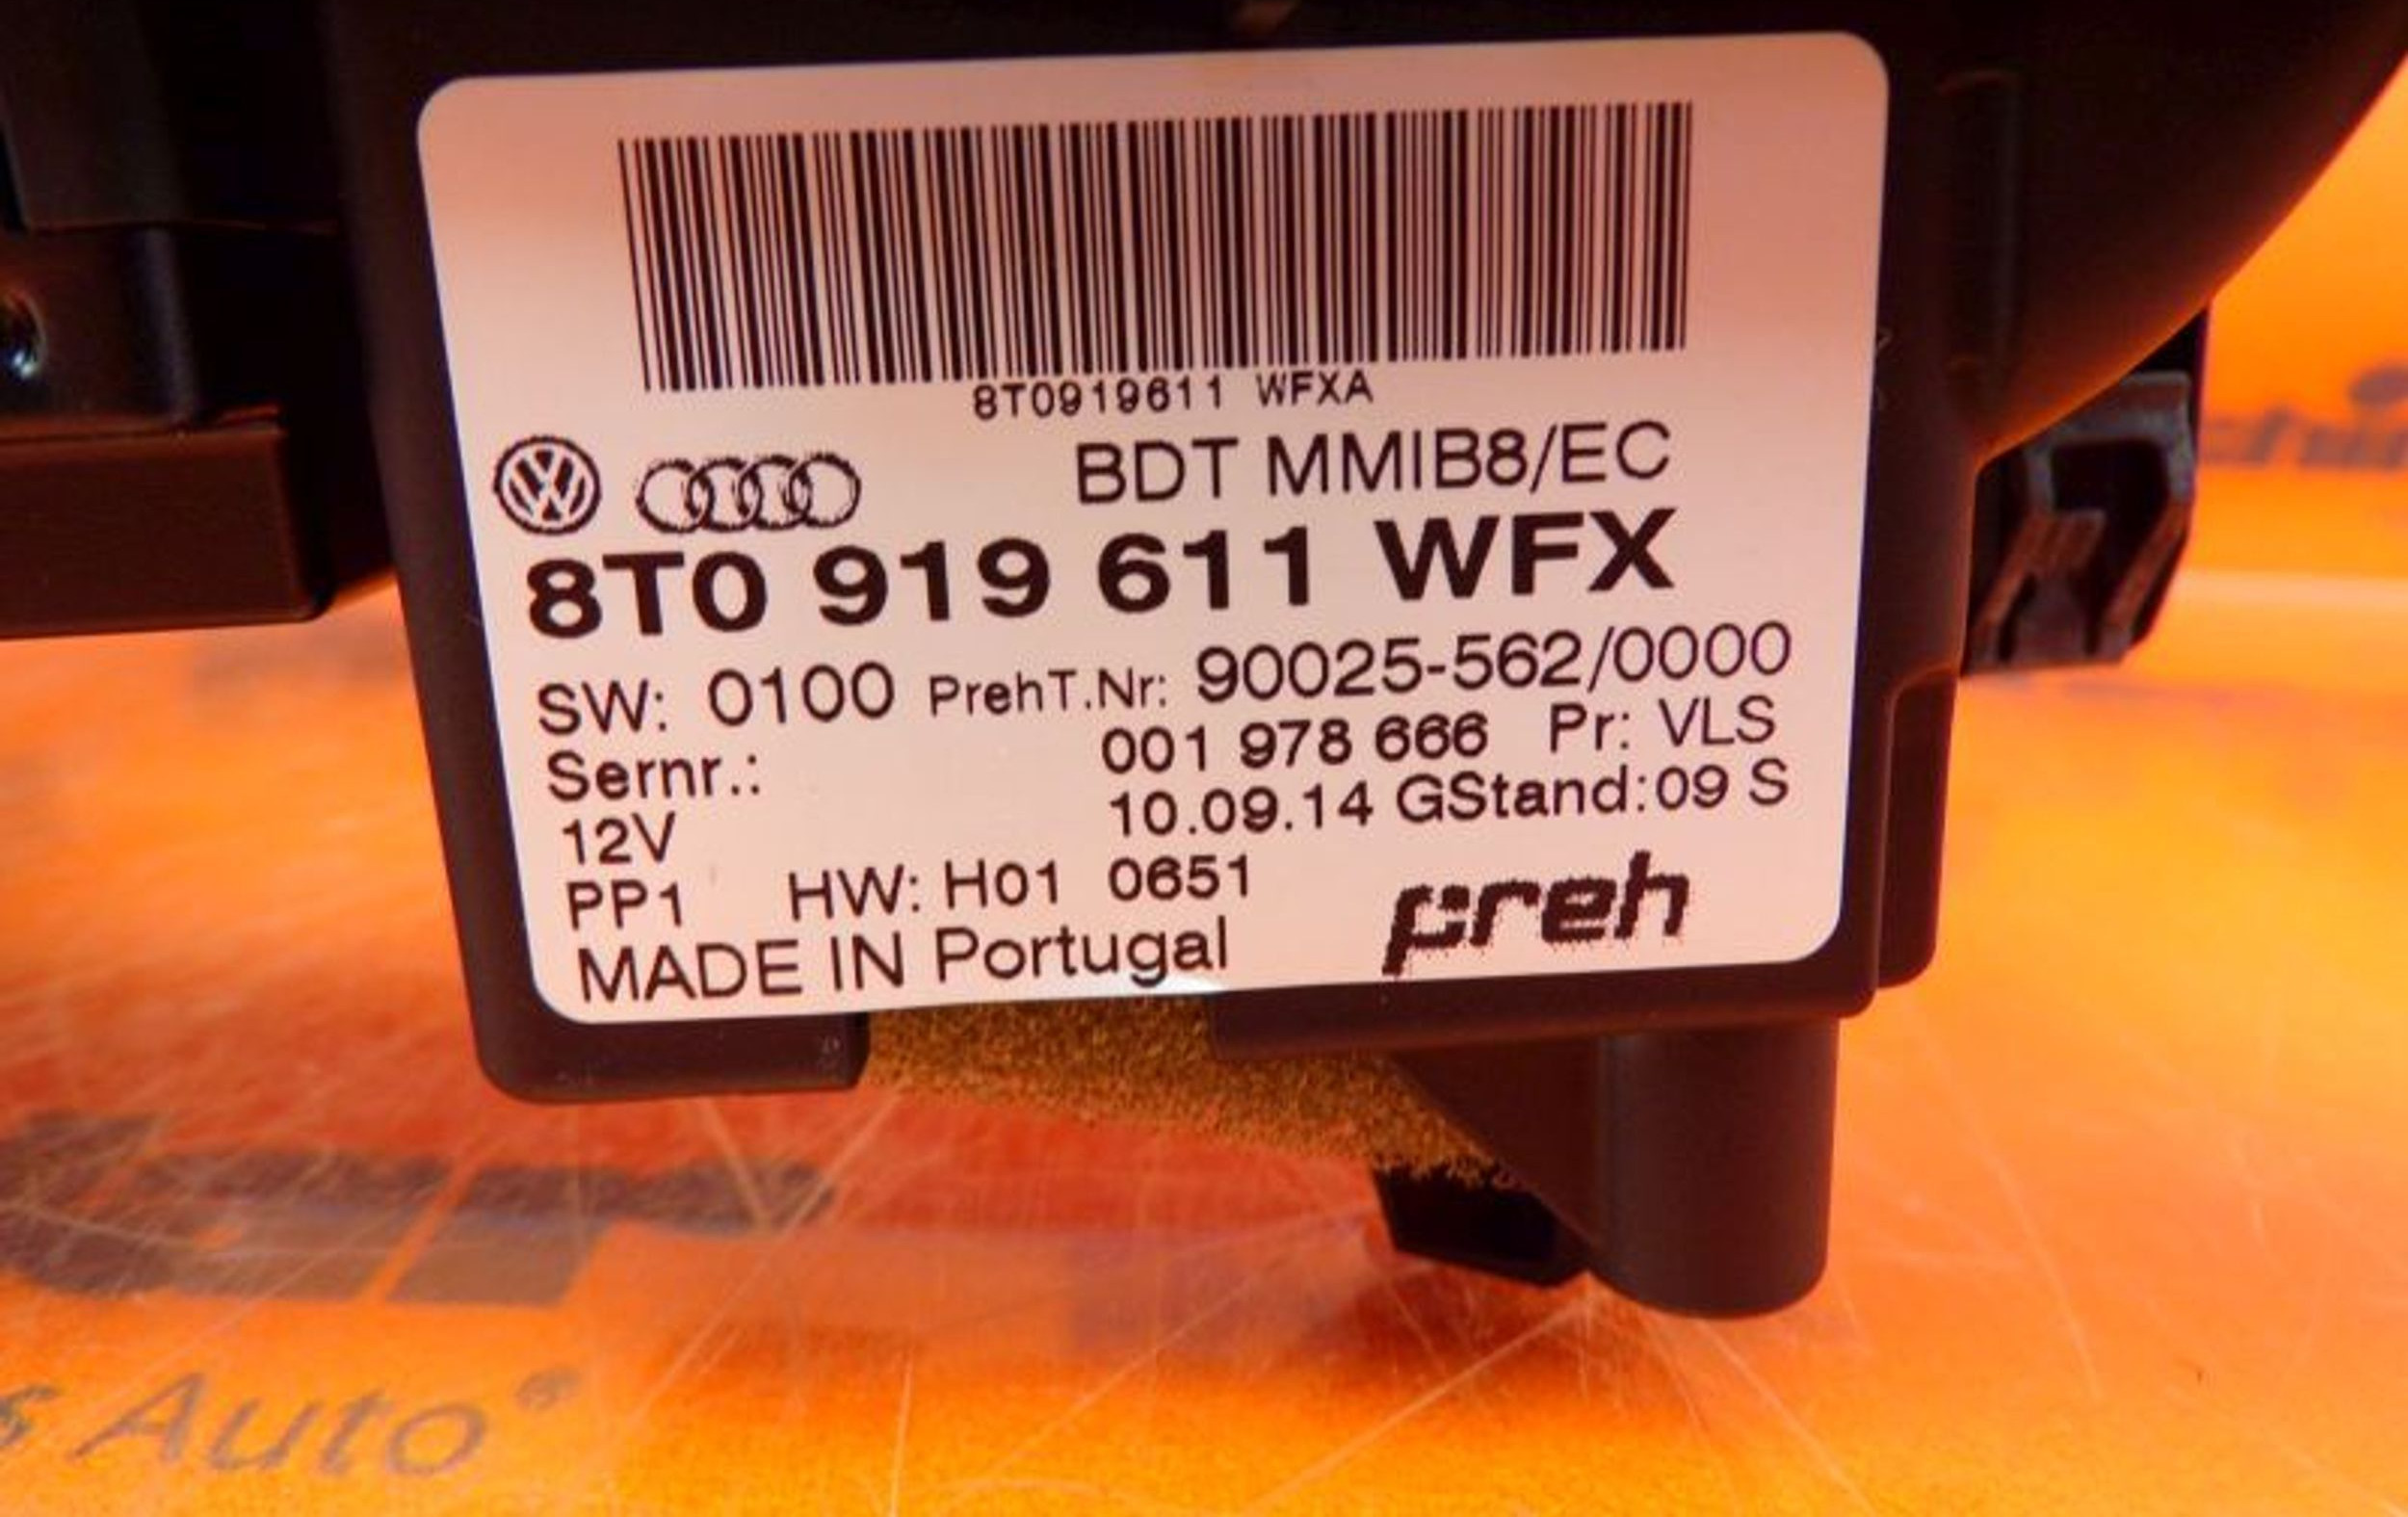 8T0919611 WFXA
BDT MMIB8/EC
8T0 919 611 WFX
SW: 0100 PrehT.Nr: 90025-562/0000
Sernr.: 001 978 666 Pr: VLS
12V 10.09.14 GStand:09 S
PP1 HW: H01 0651
preh
MADE IN Portugal
Auto®